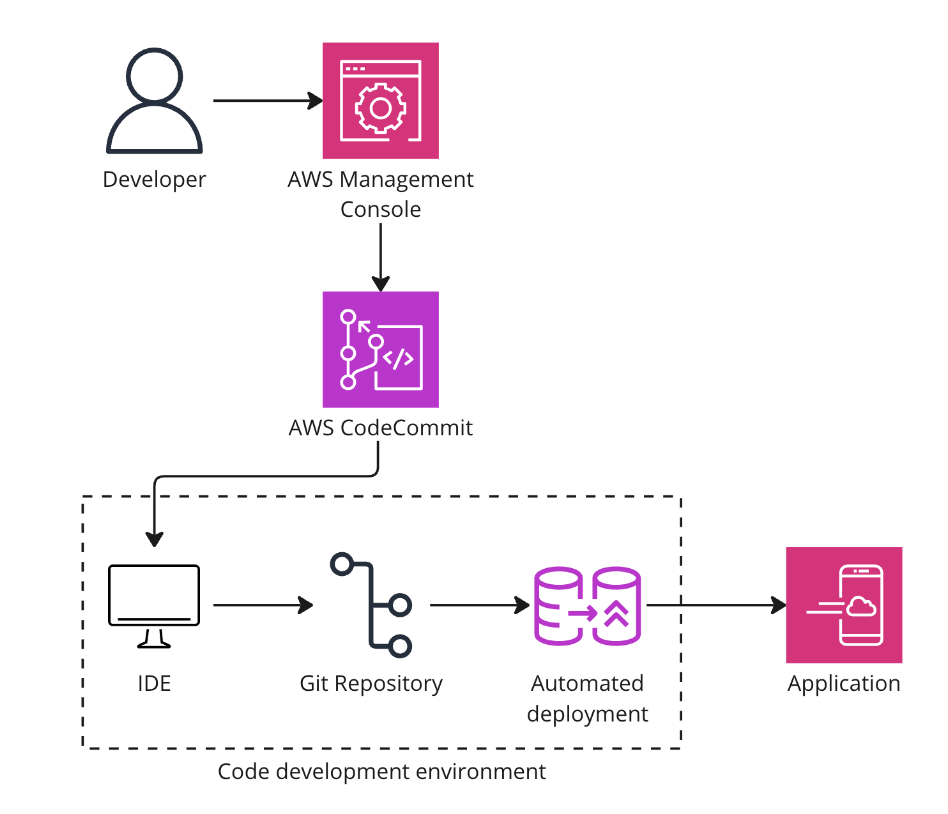 Developer
AWS Management
Console
</>
AWS CodeCommit
IDE
Git Repository
Automated
deployment
Application
Code development environment